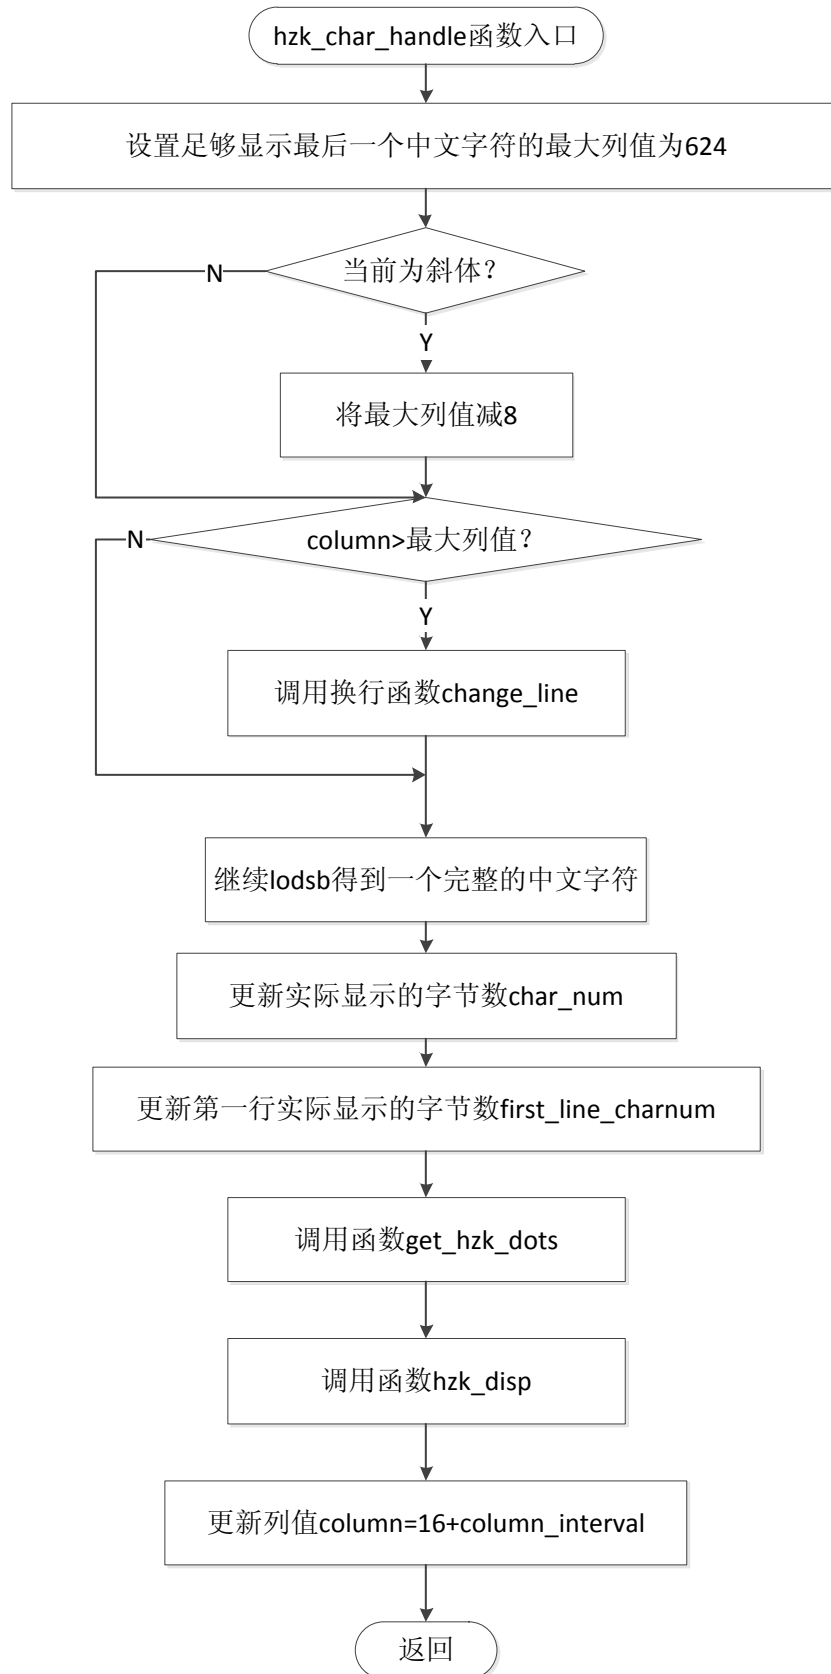 hzk_char_handle函数入口
设置足够显示最后一个中文字符的最大列值为624
当前为斜体？
N
Y
将最大列值减8
column>最大列值？
N
Y
调用换行函数change_line
继续lodsb得到一个完整的中文字符
更新实际显示的字节数char_num
更新第一行实际显示的字节数first_line_charnum
调用函数get_hzk_dots
调用函数hzk_disp
更新列值column=16+column_interval
返回